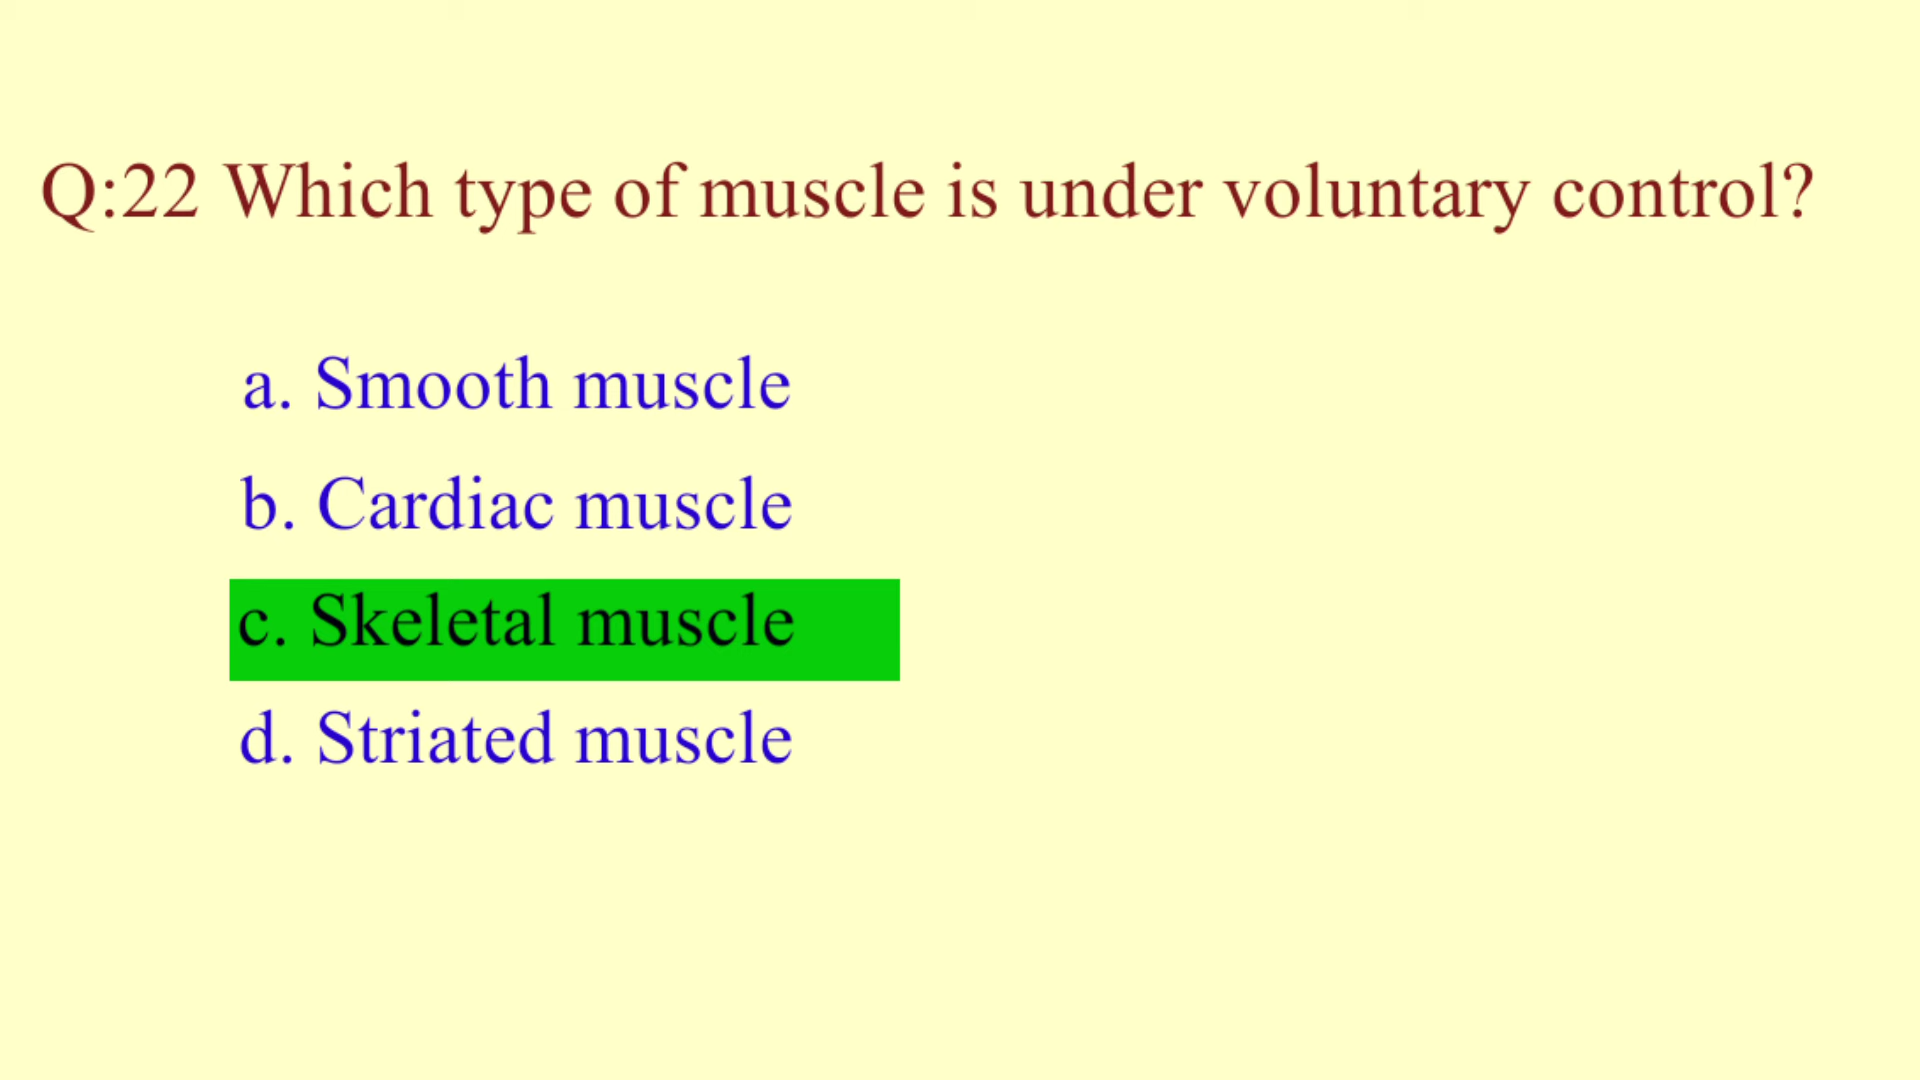 Q:22 Which type of muscle is under voluntary control?
a. Smooth muscle
b. Cardiac muscle
c. Skeletal muscle
d. Striated muscle